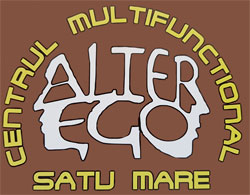 CENTRUL MULTIFUNCTIONAL
ALTER
EGO
SATU MARE